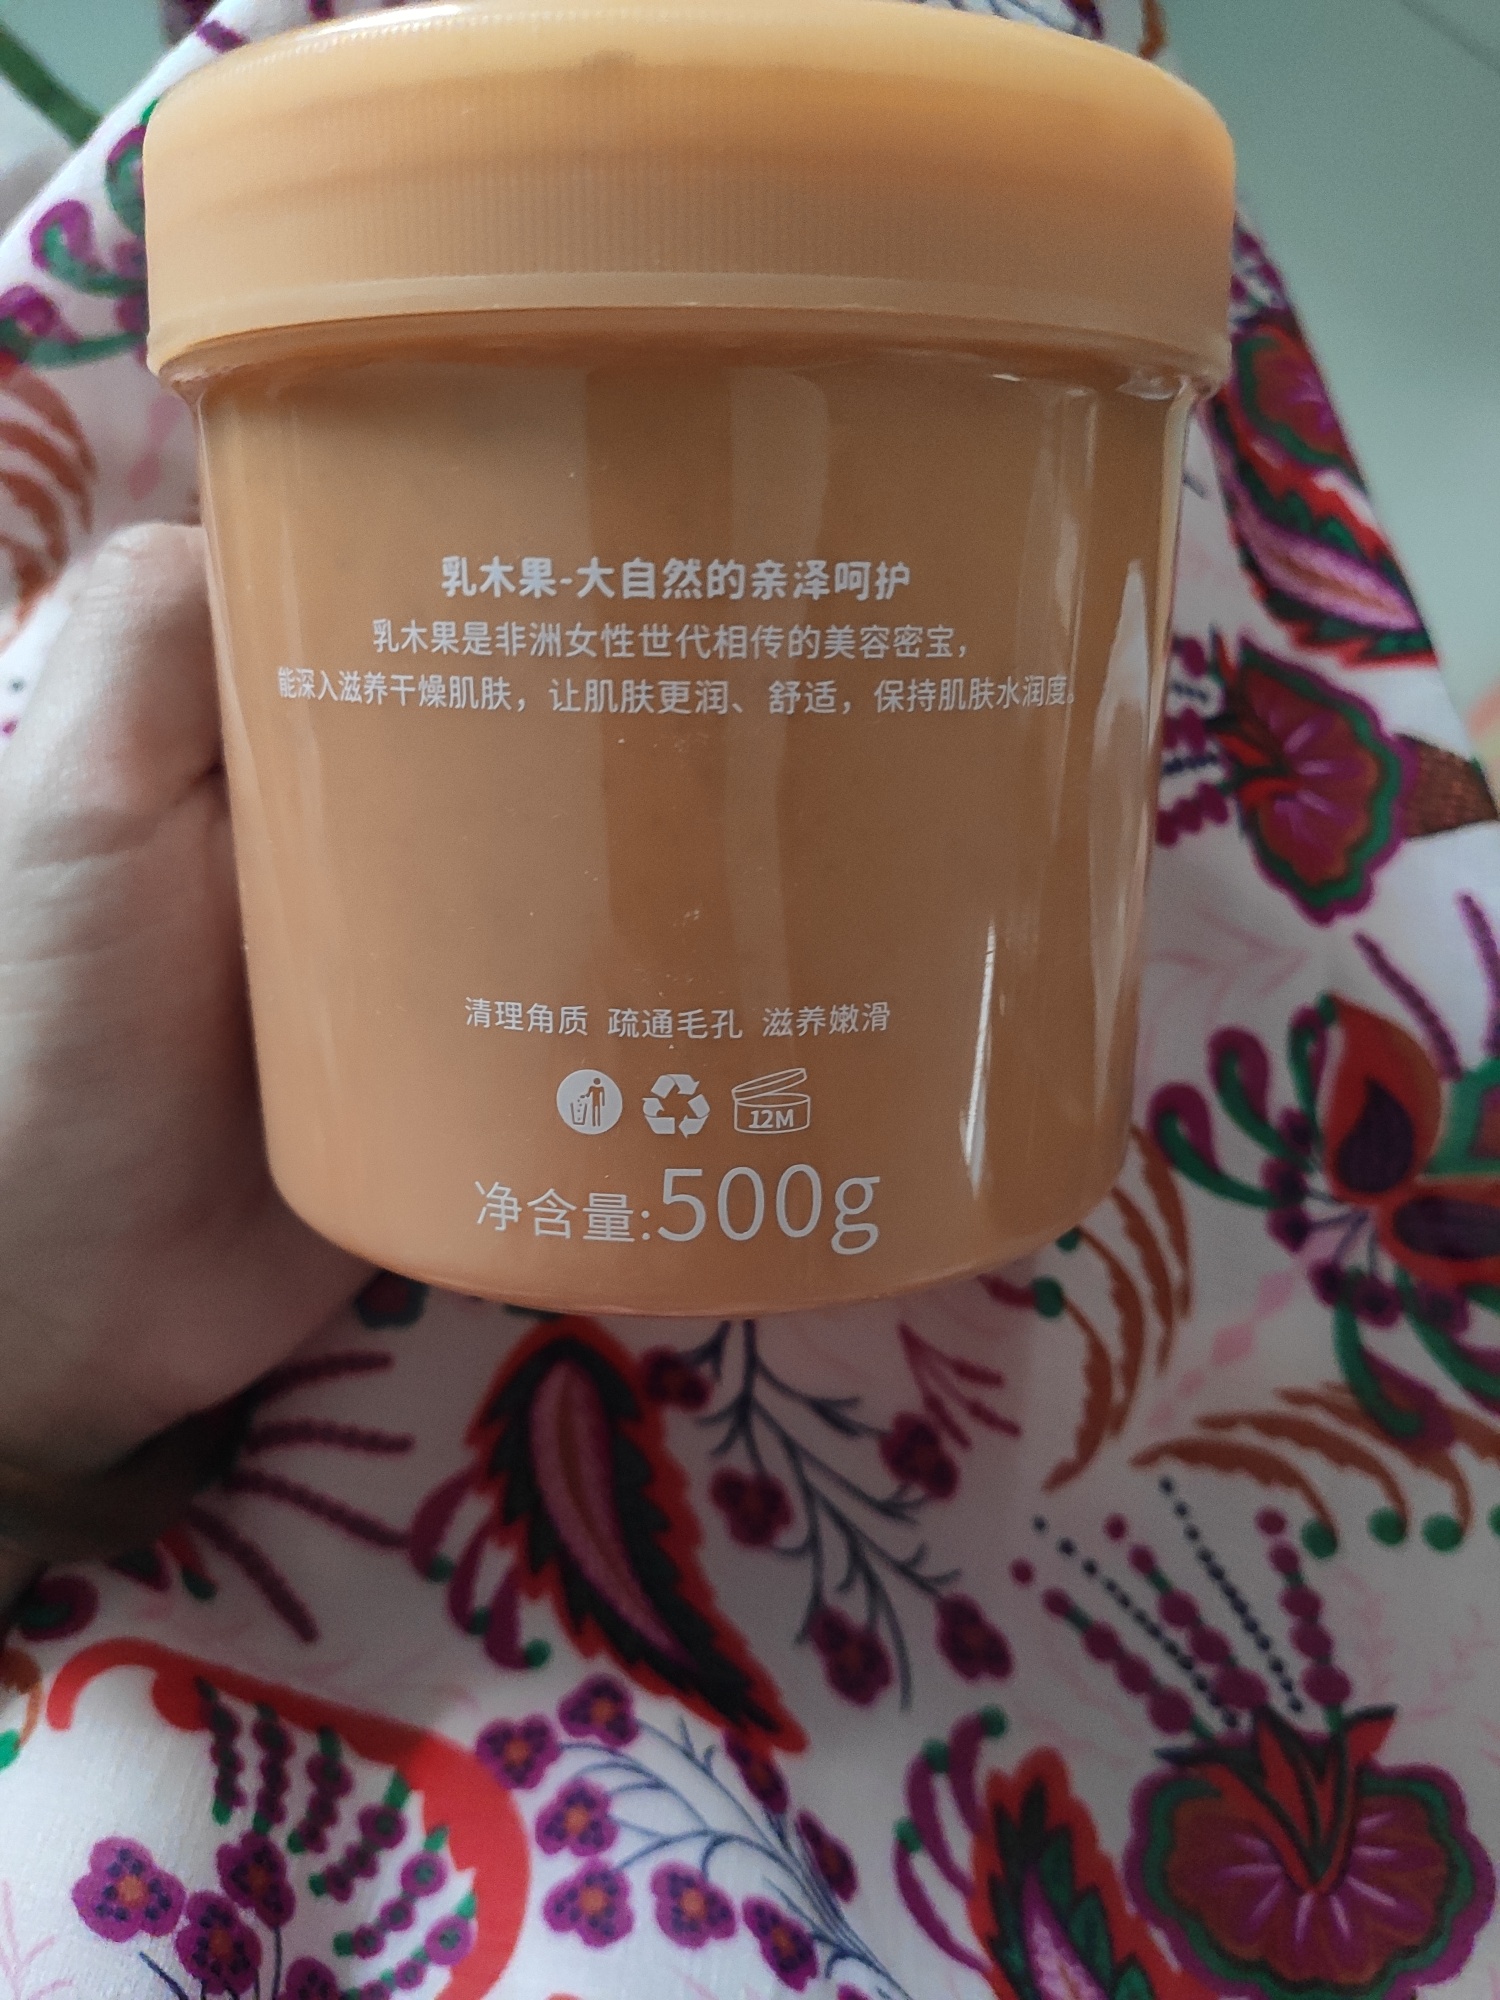 乳木果-大自然的亲泽呵护
乳木果是非洲女性世代相传的美容密宝，
能深入滋养干燥肌肤，让肌肤更润、舒适，保持肌肤水润度。
清理角质 疏通毛孔 滋养嫩滑
12M
净含量:500g